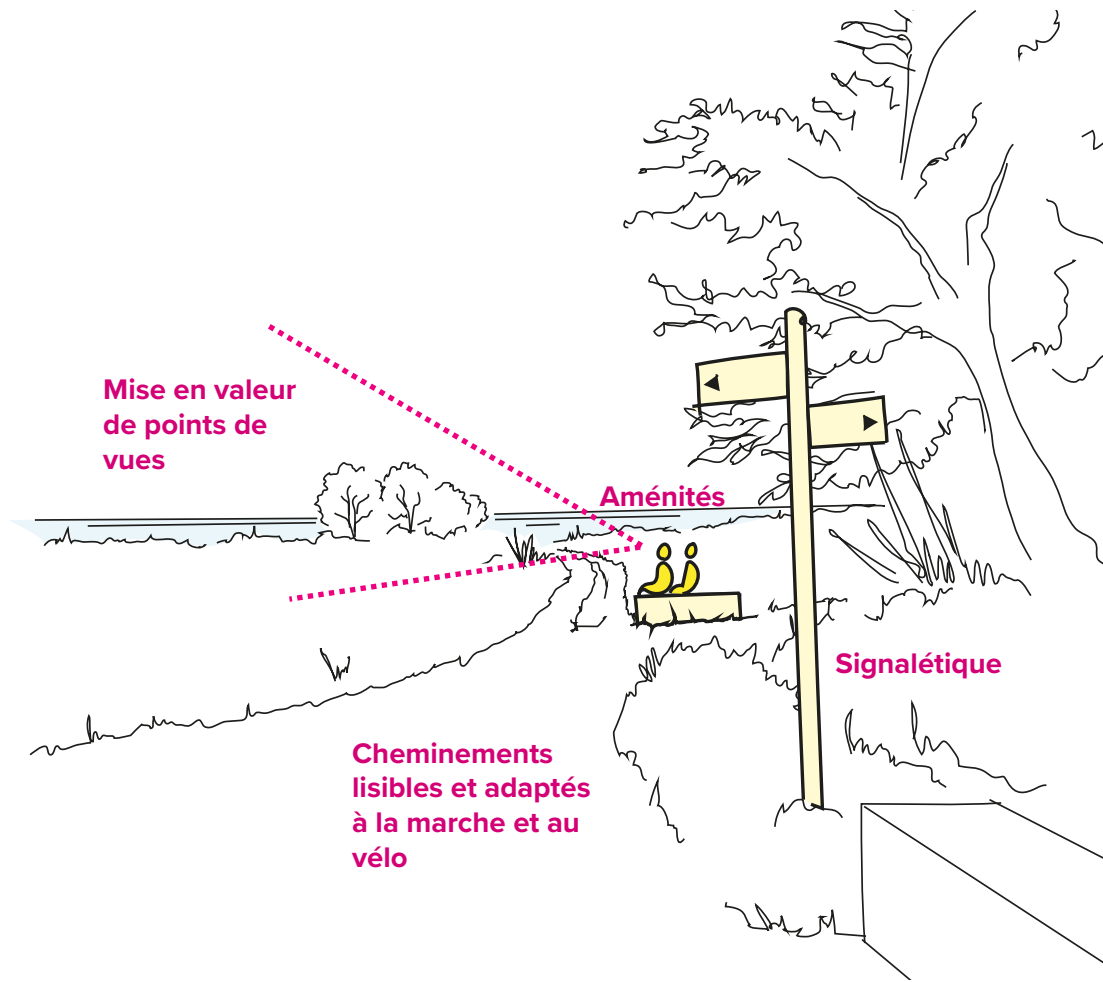 Mise en valeur
de points de
vues
Aménités
Signalétique
Cheminements
lisibles et adaptés
à la marche et au
vélo